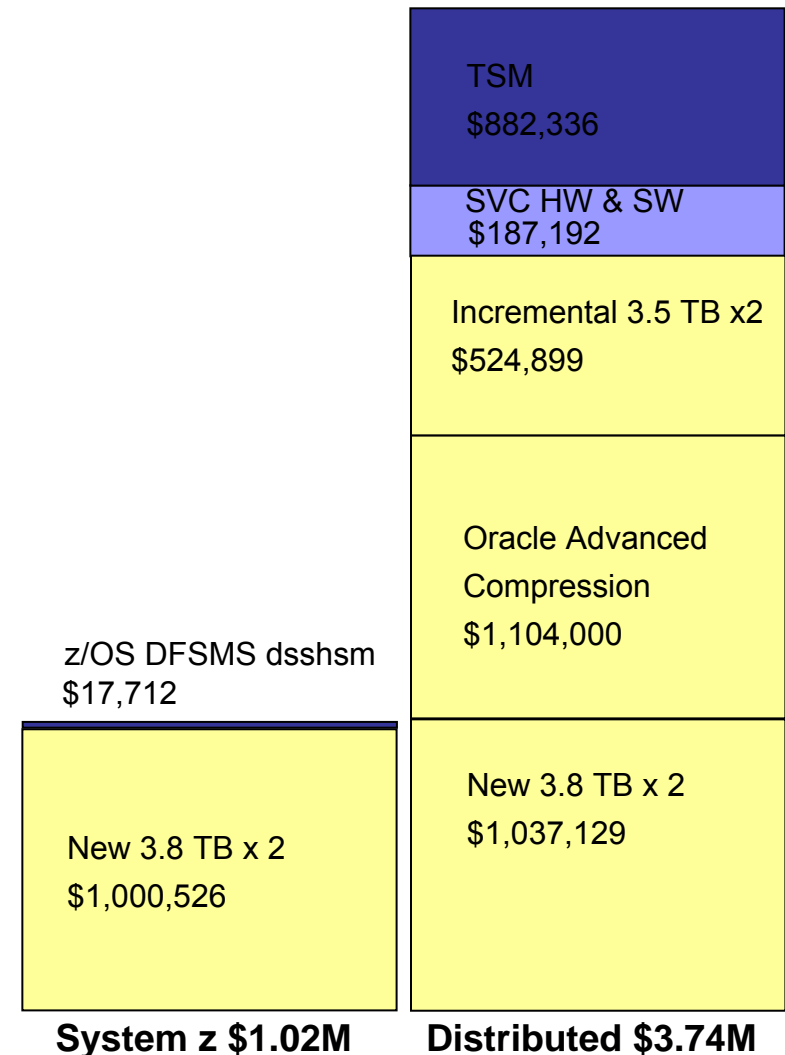 TSM
$882,336
SVC HW & SW
$187,192
Incremental 3.5 TB x2
$524,899
Oracle Advanced
Compression
$1,104,000
z/OS DFSMS dsshsm
$17,712
New 3.8 TB x 2
$1,037,129
New 3.8 TB x 2
$1,000,526
System z $1.02M
Distributed $3.74M